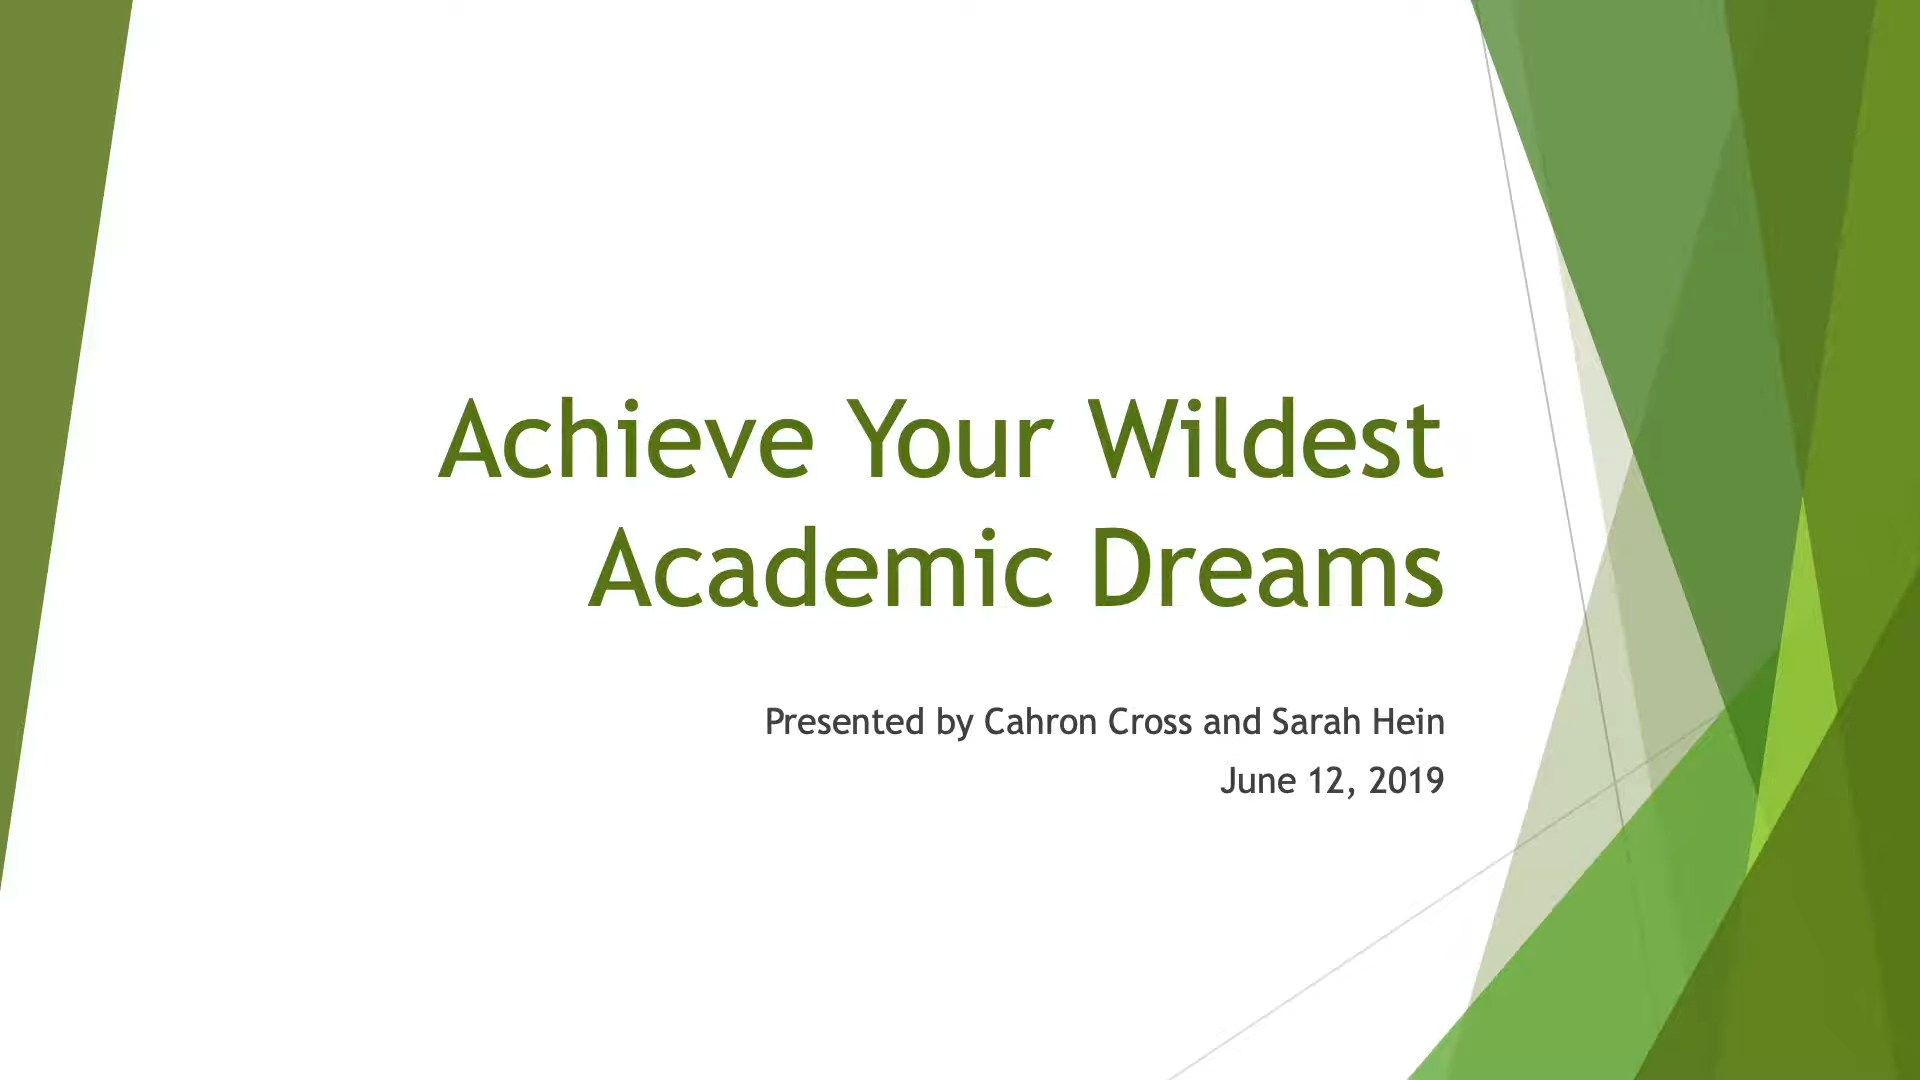 Achieve Your Wildest
Academic Dreams
Presented by Cahron Cross and Sarah Hein
June 12, 2019